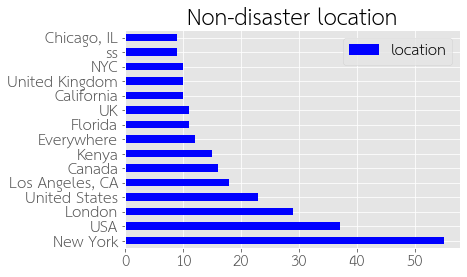 Non-disaster location
location
Chicago, IL
ss
NYC
United Kingdom
California
UK
Florida
Everywhere
Kenya
Canada
Los Angeles, CA
United States
London
USA
New York
0 10 20 30 40 50